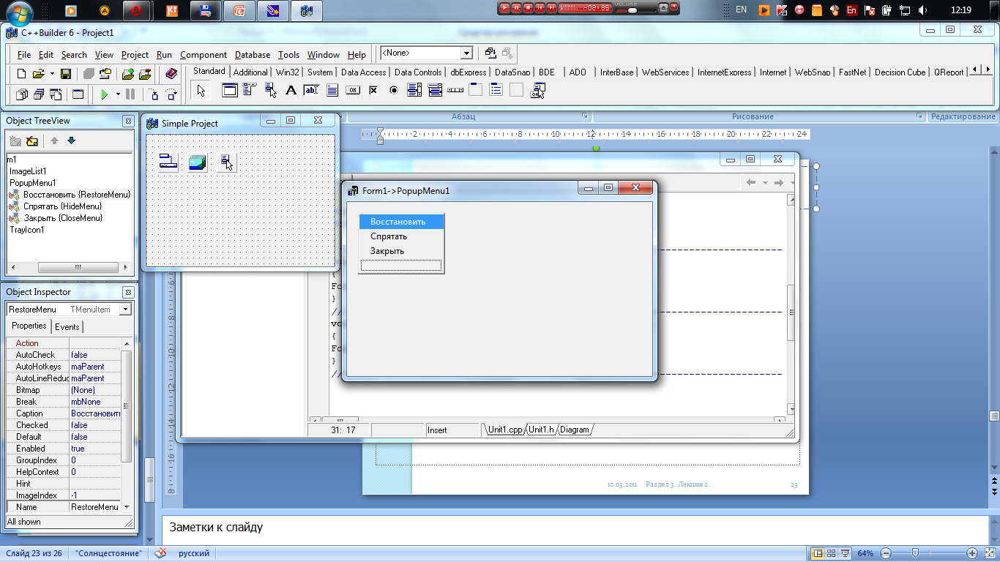 EN
En
12:19
-02:35
VOLUME
C++Builder 6 - Project1
File Edit Search View Project Run Component Database Tools Window Help
<None>
Standard Additional Win32 System Data Access Data Controls dbExpress DataSnap BDE ADO InterBase WebServices InternetExpress Internet WebSnap FastNet Decision Cube QReport
Абзац
Рисование
Редактирование
2 4 6 8 10 12 14 16 18 20 22 24
Object TreeView
m1
ImageList1
PopupMenu1
Восстановить {RestoreMenu}
Спрятать {HideMenu}
Закрыть {CloseMenu}
TrayIcon1
Simple Project
Form1->PopupMenu1
Восстановить
Спрятать
Закрыть
{
Fo
}
//
vo
{
Fo
}
//
31: 17
Insert
Unit1.cpp Unit1.h Diagram
Object Inspector
RestoreMenu TMenuItem
Properties Events
Action
AutoCheck false
AutoHotkeys maParent
AutoLineReduc maParent
Bitmap (None)
Break mbNone
Caption Восстановить
Checked false
Default false
Enabled true
GroupIndex 0
HelpContext 0
Hint
ImageIndex -1
Name RestoreMenu
All shown
10.03.2011 Раздел 3. Лекция 2. 23
Заметки к слайду
Слайд 23 из 26
"Солнцестояние"
русский
64%